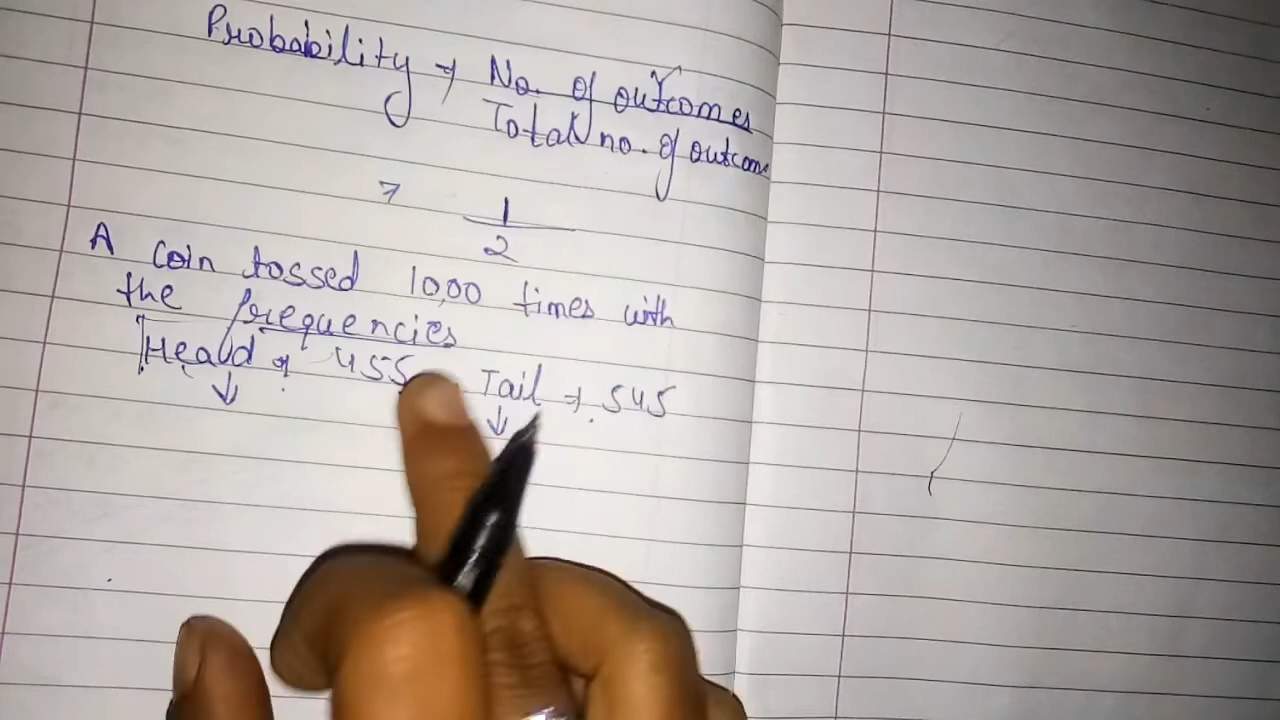 Probability → No. of outcomes
Total no. of outcome
→ 1
2
A Coin tossed 10,00 times with
the frequencies
Head → 455 Tail → 545
↓ ↓